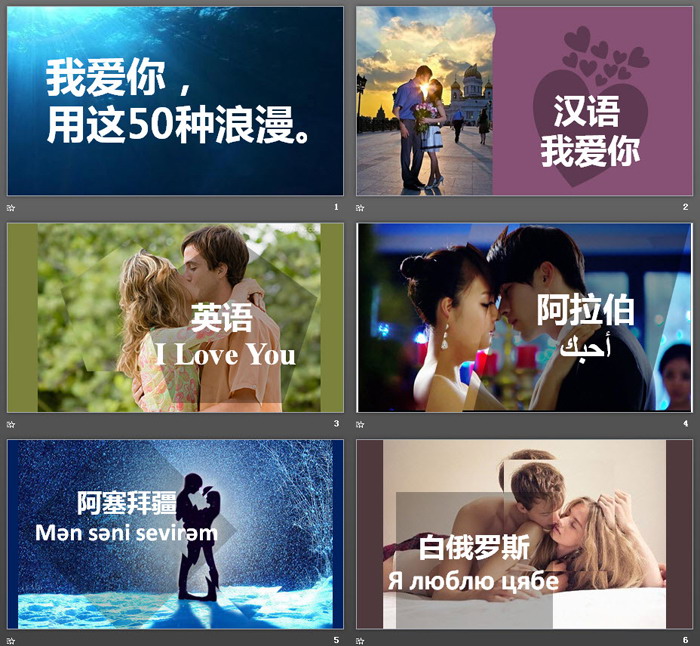 我爱你，
用这50种浪漫。
1
汉语
我爱你
2
英语
I Love You
3
阿拉伯
أحبك
4
阿塞拜疆
Mən səni sevirəm
5
白俄罗斯
Я люблю цябе
6